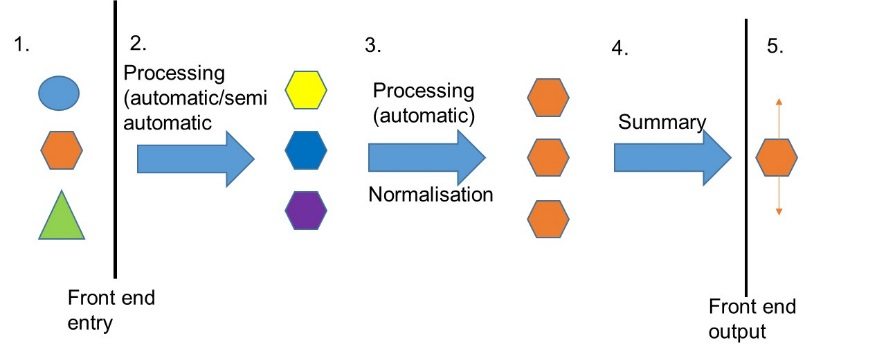 1.
2.
Processing
(automatic/semi
automatic
3.
Processing
(automatic)
Normalisation
4.
Summary
5.
Front end
entry
Front end
output